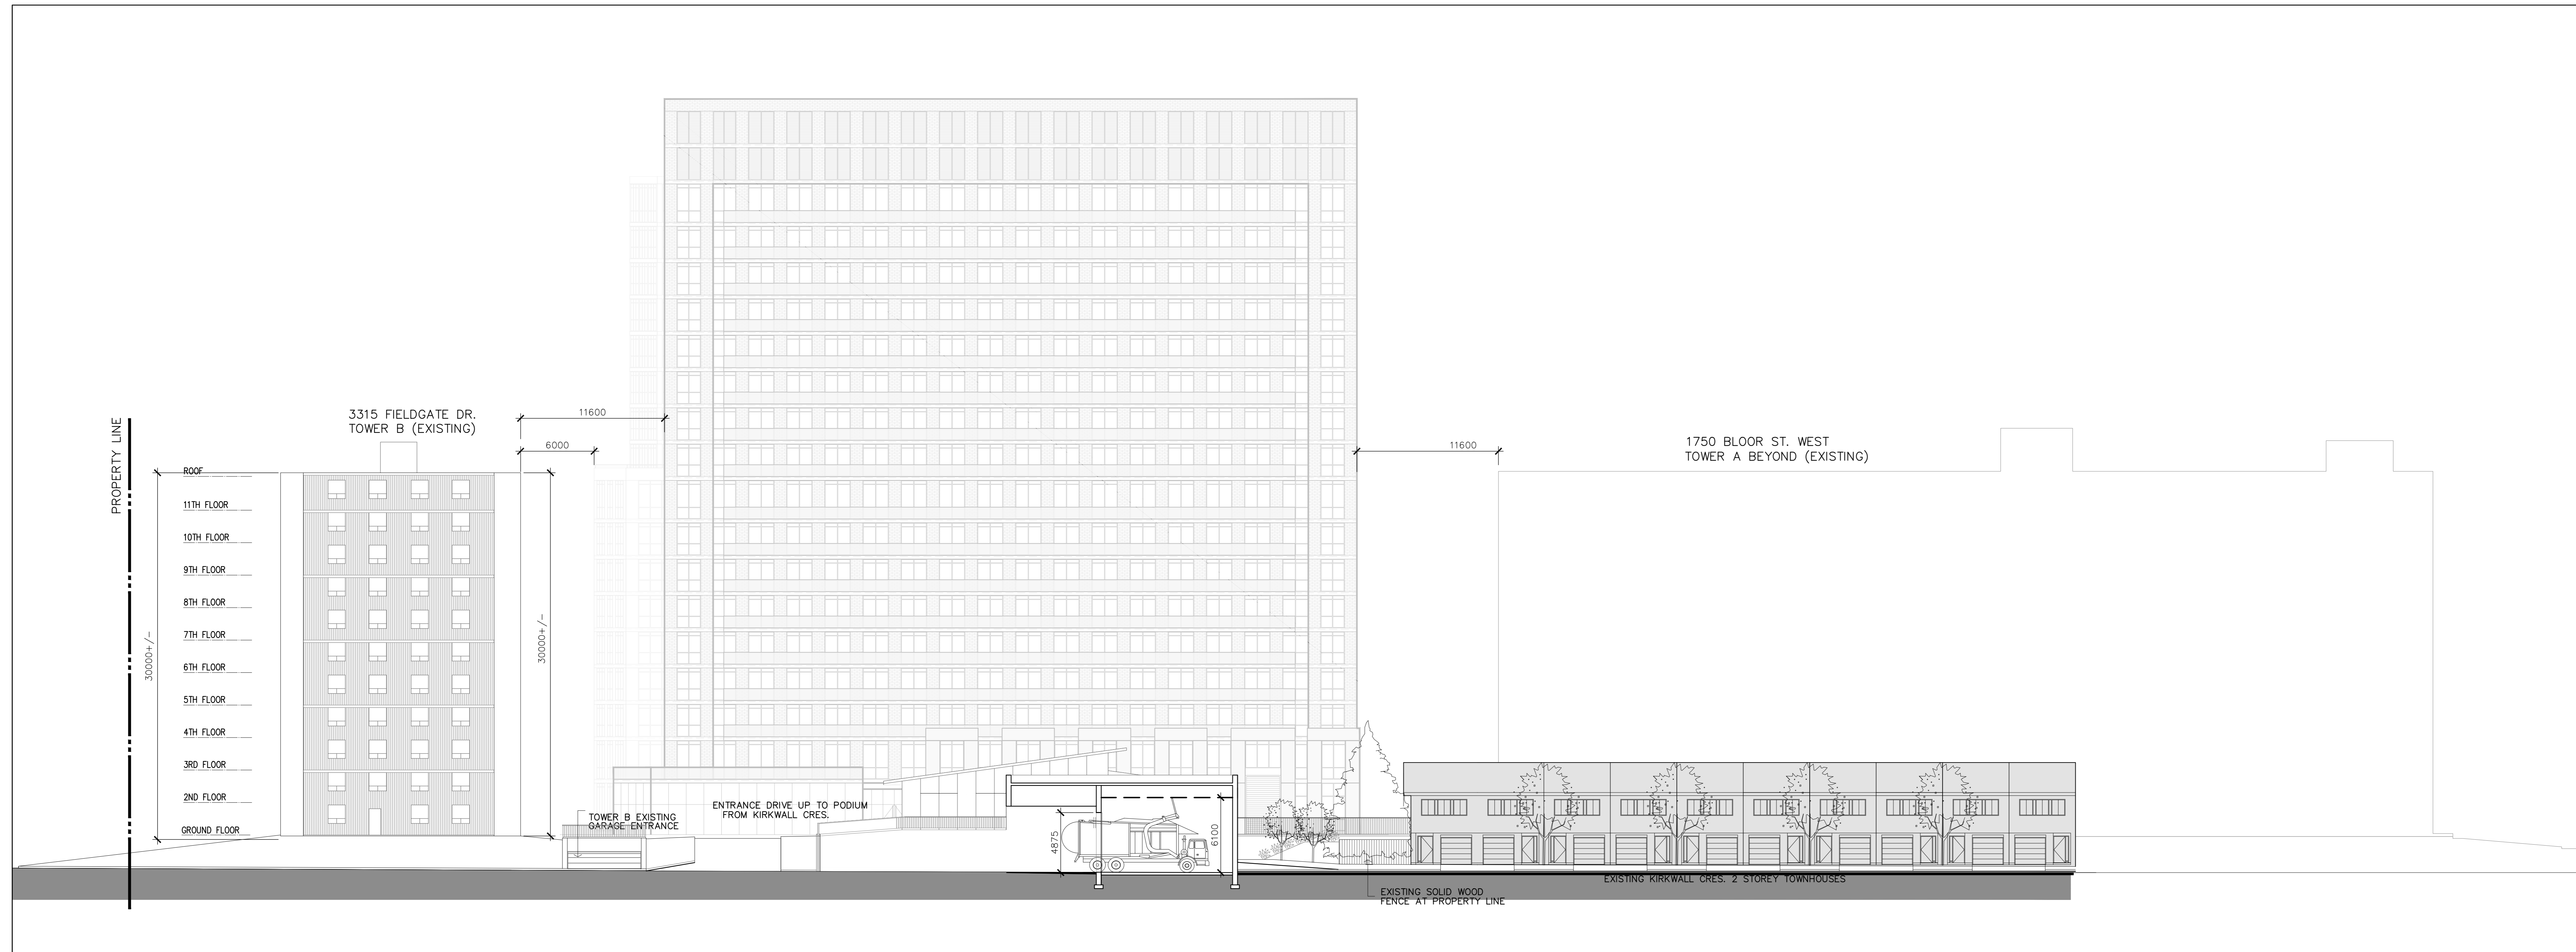 PROPERTY LINE
3315 FIELDGATE DR.
TOWER B (EXISTING)
11600
6000
ROOF
11TH FLOOR
10TH FLOOR
9TH FLOOR
8TH FLOOR
7TH FLOOR
6TH FLOOR
5TH FLOOR
4TH FLOOR
3RD FLOOR
2ND FLOOR
GROUND FLOOR
30000+/-
30000+/-
11600
1750 BLOOR ST. WEST
TOWER A BEYOND (EXISTING)
TOWER B EXISTING
GARAGE ENTRANCE
ENTRANCE DRIVE UP TO PODIUM
FROM KIRKWALL CRES.
4875
6100
EXISTING SOLID WOOD
FENCE AT PROPERTY LINE
EXISTING KIRKWALL CRES. 2 STOREY TOWNHOUSES